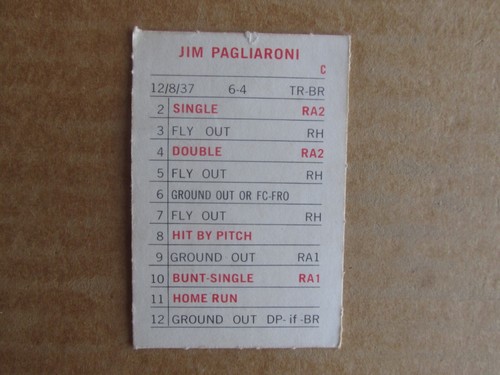 JIM PAGLIARONI
C
12/8/37 6-4 TR-BR
2 SINGLE RA2
3 FLY OUT RH
4 DOUBLE RA2
5 FLY OUT RH
6 GROUND OUT OR FC-FRO
7 FLY OUT RH
8 HIT BY PITCH
9 GROUND OUT RA1
10 BUNT-SINGLE RA1
11 HOME RUN
12 GROUND OUT DP-if-BR